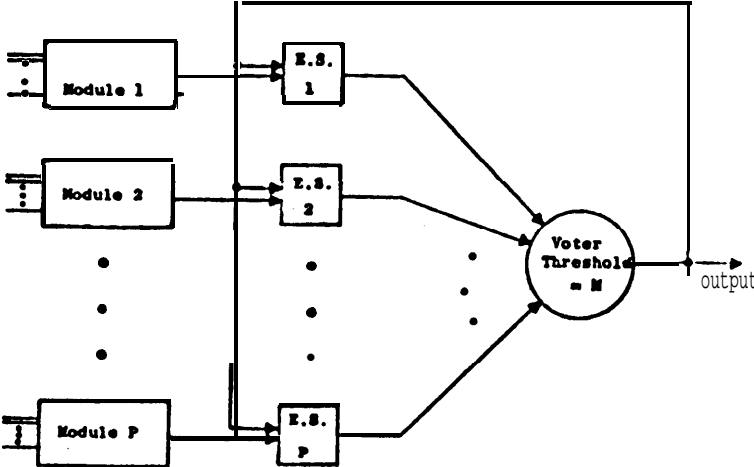 Module 1
E.S.
1
Module 2
E.S.
2
Voter
Threshold
= M
output
Module P
E.S.
P